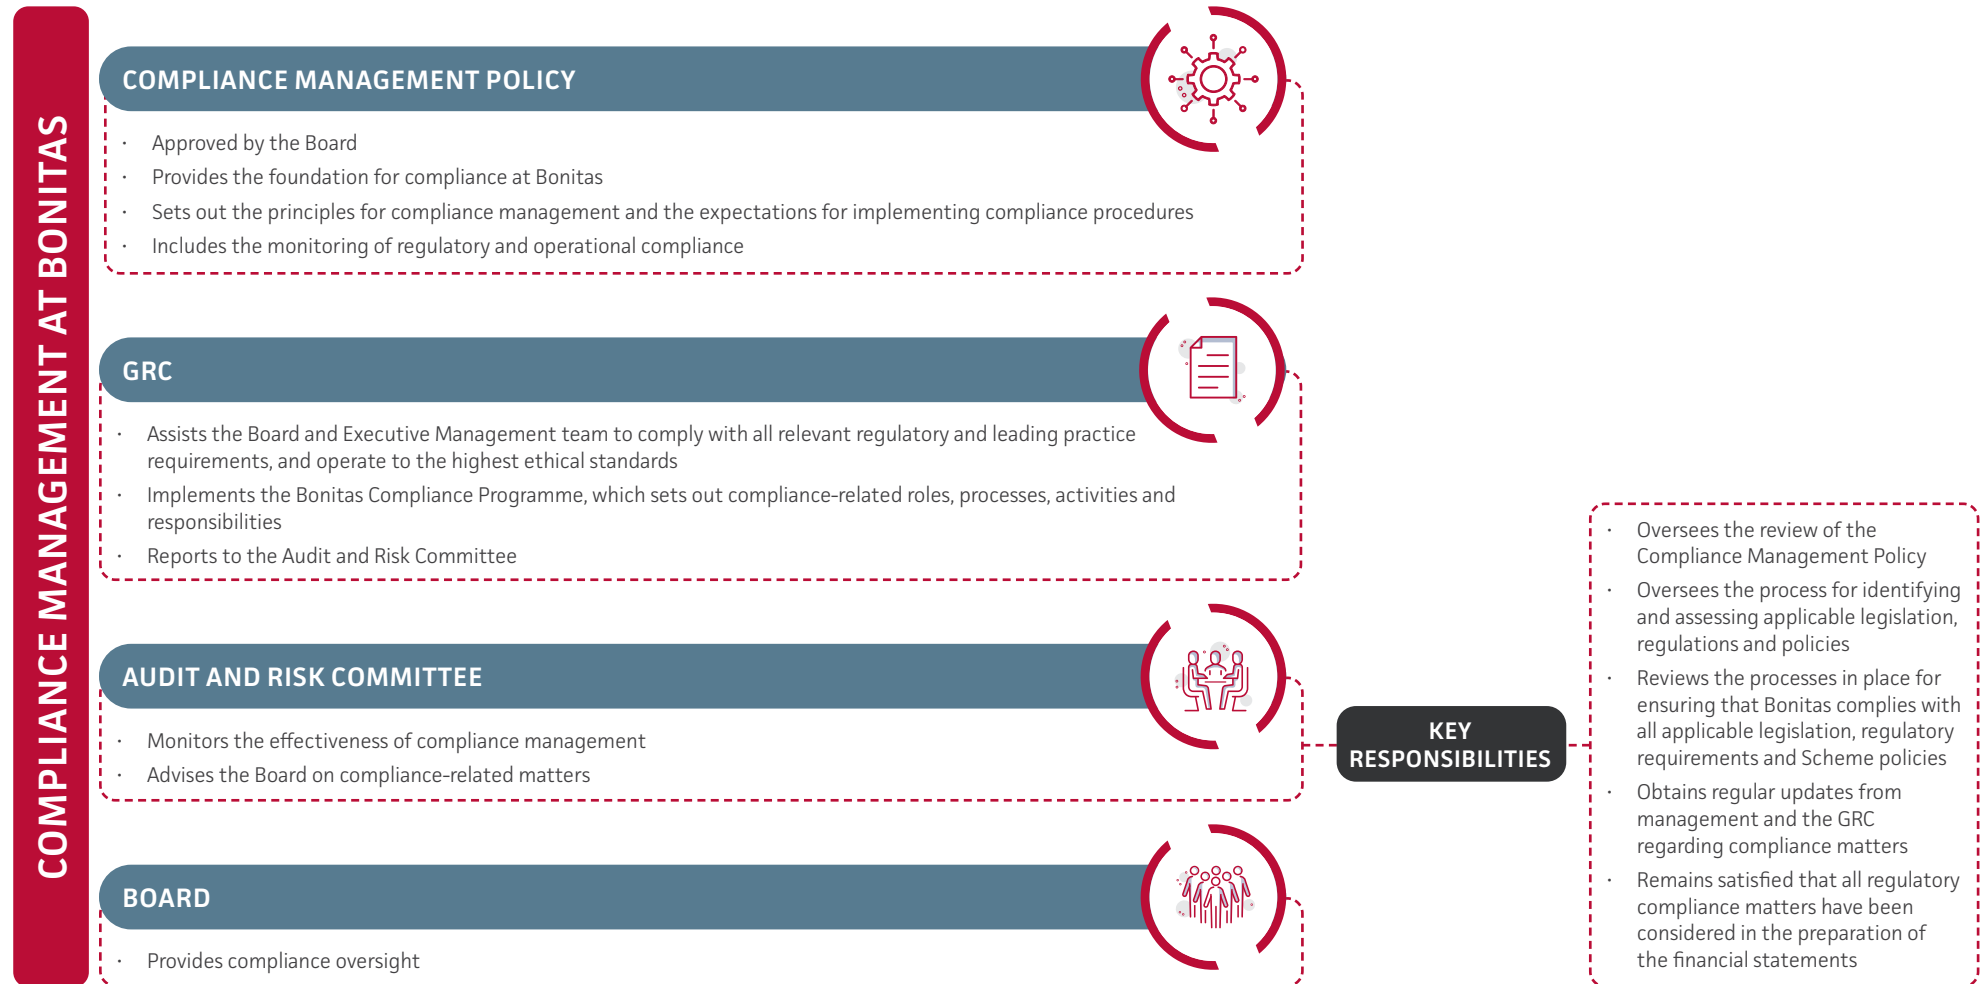 COMPLIANCE MANAGEMENT AT BONITAS
COMPLIANCE MANAGEMENT POLICY
· Approved by the Board
· Provides the foundation for compliance at Bonitas
· Sets out the principles for compliance management and the expectations for implementing compliance procedures
· Includes the monitoring of regulatory and operational compliance
GRC
· Assists the Board and Executive Management team to comply with all relevant regulatory and leading practice
requirements, and operate to the highest ethical standards
· Implements the Bonitas Compliance Programme, which sets out compliance-related roles, processes, activities and
responsibilities
· Reports to the Audit and Risk Committee
AUDIT AND RISK COMMITTEE
· Monitors the effectiveness of compliance management
· Advises the Board on compliance-related matters
KEY
RESPONSIBILITIES
· Oversees the review of the
Compliance Management Policy
· Oversees the process for identifying
and assessing applicable legislation,
regulations and policies
· Reviews the processes in place for
ensuring that Bonitas complies with
all applicable legislation, regulatory
requirements and Scheme policies
· Obtains regular updates from
management and the GRC
regarding compliance matters
· Remains satisfied that all regulatory
compliance matters have been
considered in the preparation of
the financial statements
BOARD
· Provides compliance oversight